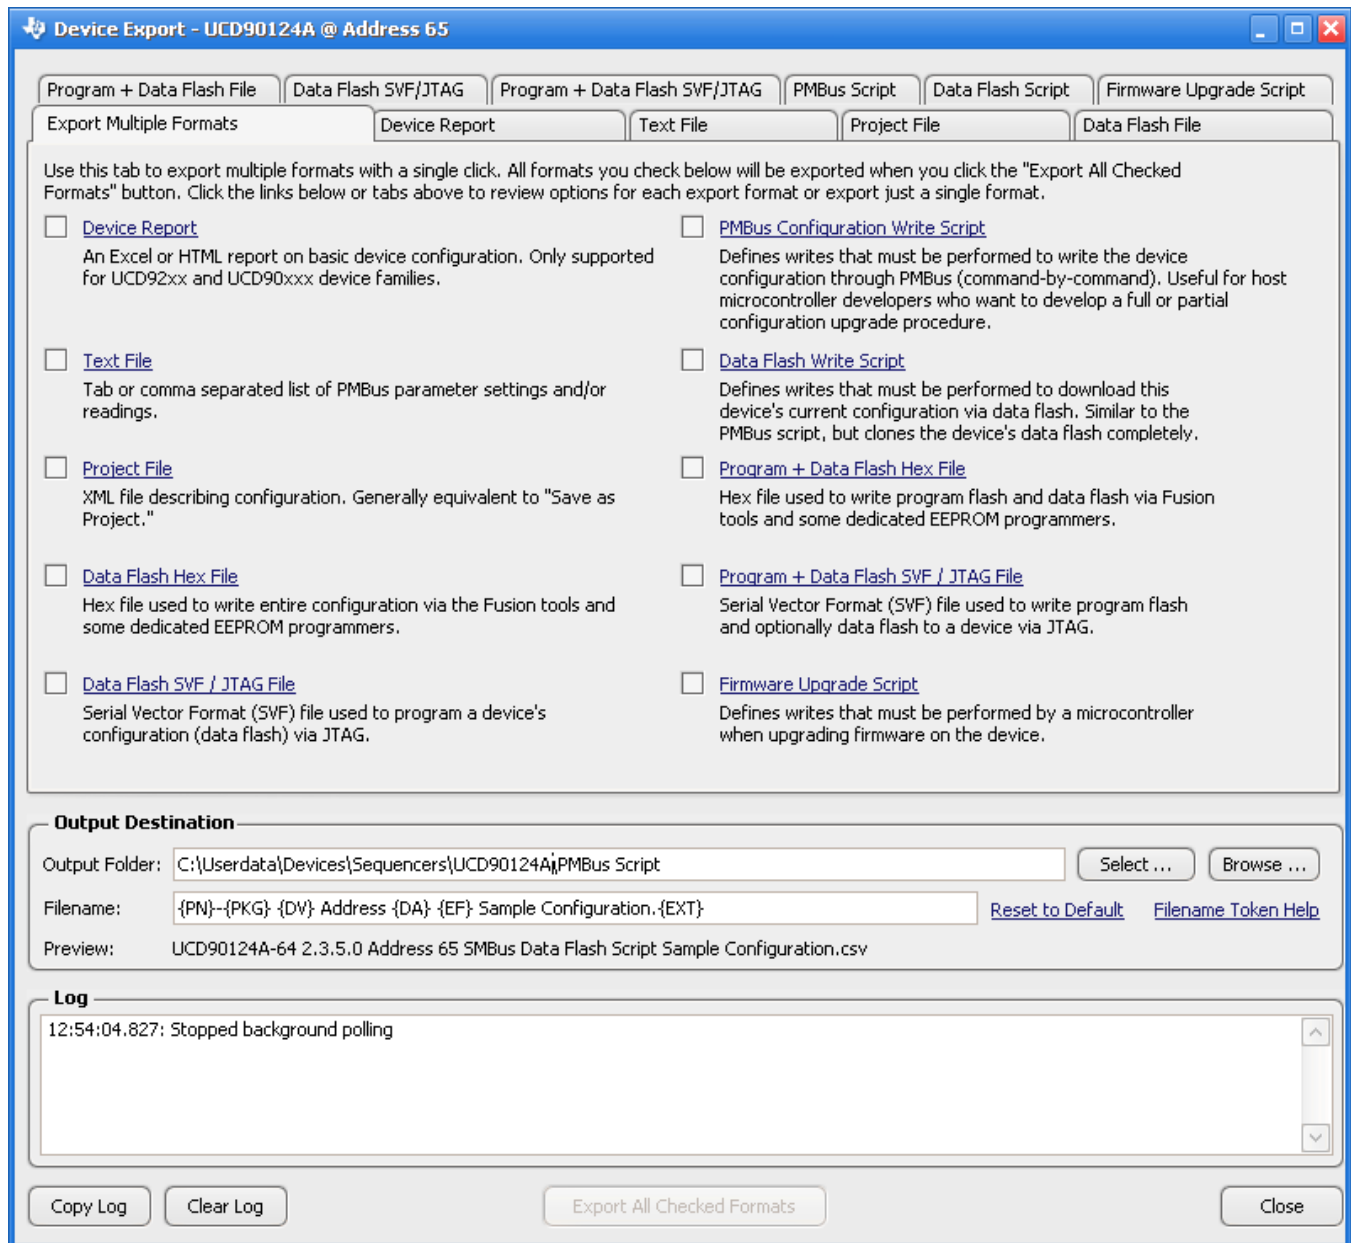 Device Export - UCD90124A @ Address 65
Program + Data Flash File
Data Flash SVF/JTAG
Program + Data Flash SVF/JTAG
PMBus Script
Data Flash Script
Firmware Upgrade Script
Export Multiple Formats
Device Report
Text File
Project File
Data Flash File
Use this tab to export multiple formats with a single click. All formats you check below will be exported when you click the "Export All Checked
Formats" button. Click the links below or tabs above to review options for each export format or export just a single format.
Device Report
An Excel or HTML report on basic device configuration. Only supported
for UCD92xx and UCD90xxx device families.
PMBus Configuration Write Script
Defines writes that must be performed to write the device
configuration through PMBus (command-by-command). Useful for host
microcontroller developers who want to develop a full or partial
configuration upgrade procedure.
Text File
Tab or comma separated list of PMBus parameter settings and/or
readings.
Data Flash Write Script
Defines writes that must be performed to download this
device's current configuration via data flash. Similar to the
PMBus script, but clones the device's data flash completely.
Project File
XML file describing configuration. Generally equivalent to "Save as
Project."
Program + Data Flash Hex File
Hex file used to write program flash and data flash via Fusion
tools and some dedicated EEPROM programmers.
Data Flash Hex File
Hex file used to write entire configuration via the Fusion tools and
some dedicated EEPROM programmers.
Program + Data Flash SVF / JTAG File
Serial Vector Format (SVF) file used to write program flash
and optionally data flash to a device via JTAG.
Data Flash SVF / JTAG File
Serial Vector Format (SVF) file used to program a device's
configuration (data flash) via JTAG.
Firmware Upgrade Script
Defines writes that must be performed by a microcontroller
when upgrading firmware on the device.
Output Destination
Output Folder: C:\Userdata\Devices\Sequencers\UCD90124A\PMBus Script
Select ...
Browse ...
Filename: {PN}-{PKG} {DV} Address {DA} {EF} Sample Configuration.{EXT}
Reset to Default
Filename Token Help
Preview: UCD90124A-64 2.3.5.0 Address 65 SMBus Data Flash Script Sample Configuration.csv
Log
12:54:04.827: Stopped background polling
Copy Log
Clear Log
Export All Checked Formats
Close